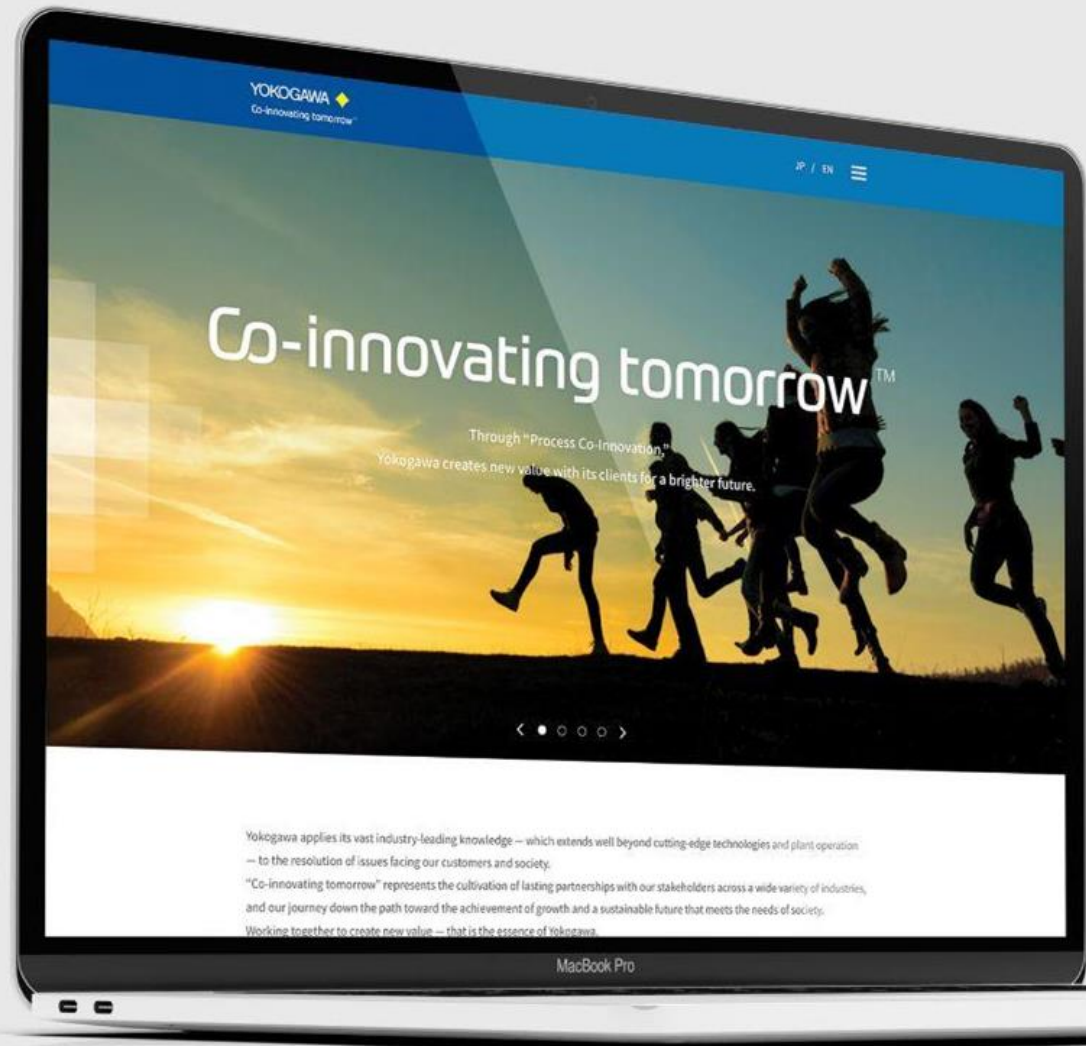 YOKOGAWA
Co-innovating tomorrow™
JP / EN
Co-innovating tomorrow™
Through "Process Co-Innovation,"
Yokogawa creates new value with its clients for a brighter future.
Yokogawa applies its vast industry-leading knowledge — which extends well beyond cutting-edge technologies and plant operation
— to the resolution of issues facing our customers and society.
"Co-innovating tomorrow" represents the cultivation of lasting partnerships with our stakeholders across a wide variety of industries,
and our journey down the path toward the achievement of growth and a sustainable future that meets the needs of society.
Working together to create new value — that is the essence of Yokogawa.
MacBook Pro